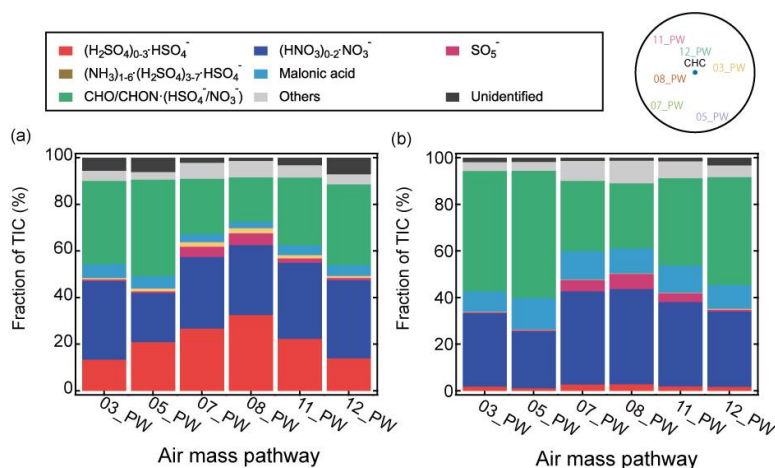 (H₂SO₄)₀₋₃·HSO₄⁻ (HNO₃)₀₋₂·NO₃⁻ SO₅⁻
(NH₃)₁₋₆·(H₂SO₄)₃₋₇·HSO₄⁻ Malonic acid
CHO/CHON·(HSO₄⁻/NO₃⁻) Others Unidentified
11_PW
12_PW
CHC
03_PW
08_PW
07_PW
05_PW
(a)
Fraction of TIC (%)
100
80
60
40
20
0
03_PW 05_PW 07_PW 08_PW 11_PW 12_PW
Air mass pathway
(b)
Fraction of TIC (%)
100
80
60
40
20
0
03_PW 05_PW 07_PW 08_PW 11_PW 12_PW
Air mass pathway